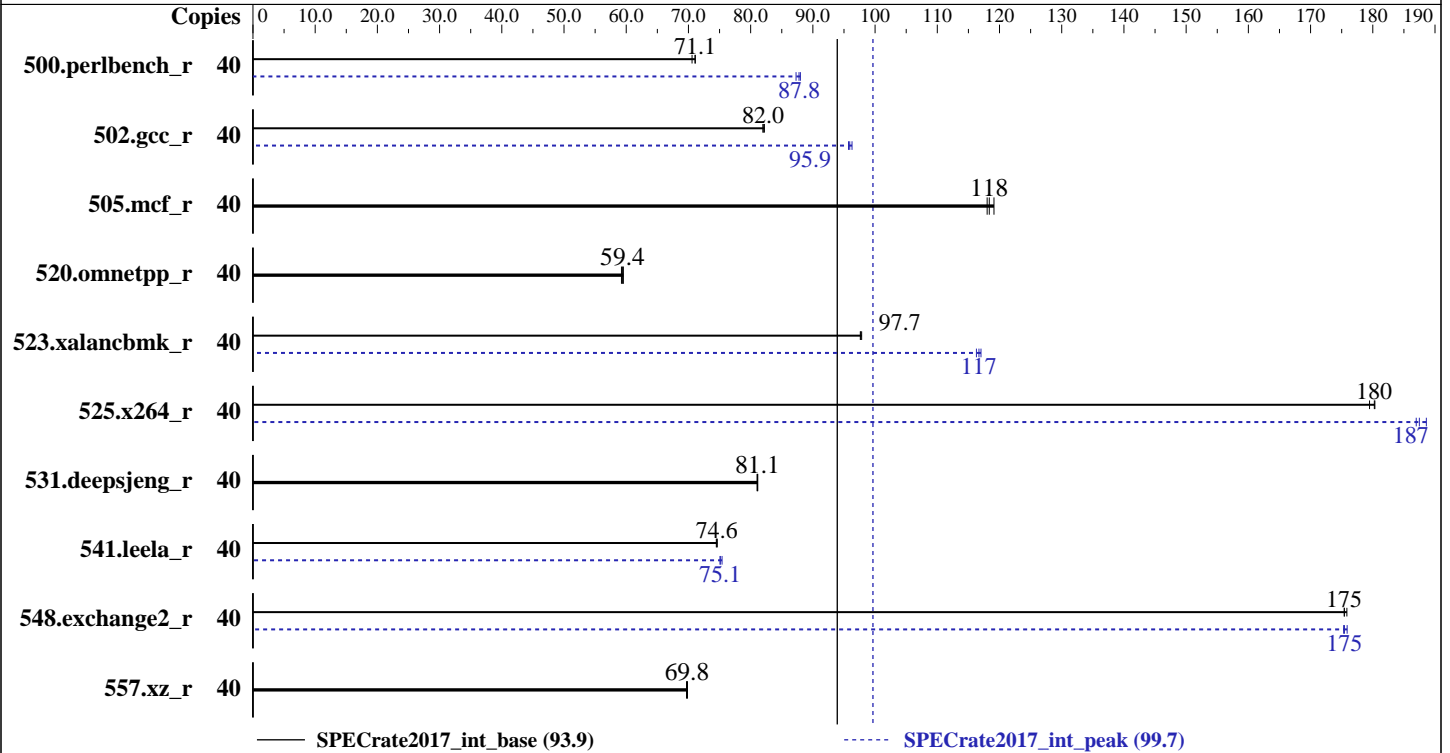 Copies 0 10.0 20.0 30.0 40.0 50.0 60.0 70.0 80.0 90.0 100 110 120 130 140 150 160 170 180 190
500.perlbench_r 40 71.1
87.8
502.gcc_r 40 82.0
95.9
505.mcf_r 40 118
520.omnetpp_r 40 59.4
523.xalancbmk_r 40 97.7
117
525.x264_r 40 180
187
531.deepsjeng_r 40 81.1
541.leela_r 40 74.6
75.1
548.exchange2_r 40 175
175
557.xz_r 40 69.8
SPECrate2017_int_base (93.9) SPECrate2017_int_peak (99.7)